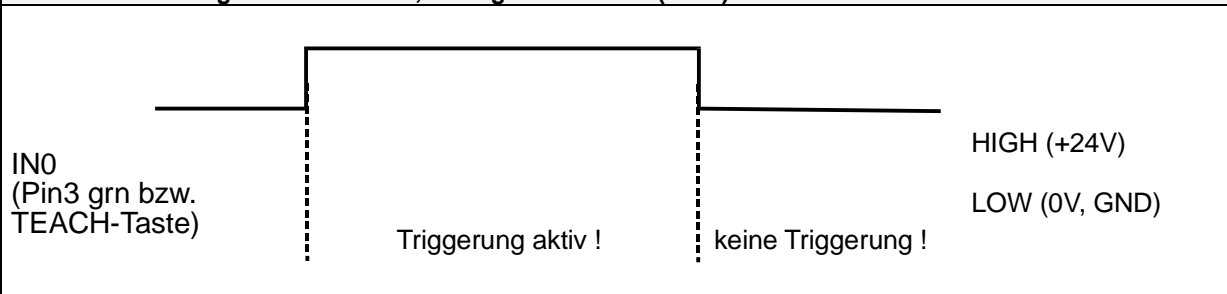 IN0
(Pin3 grn bzw.
TEACH-Taste)
Triggerung aktiv !
keine Triggerung !
HIGH (+24V)
LOW (0V, GND)